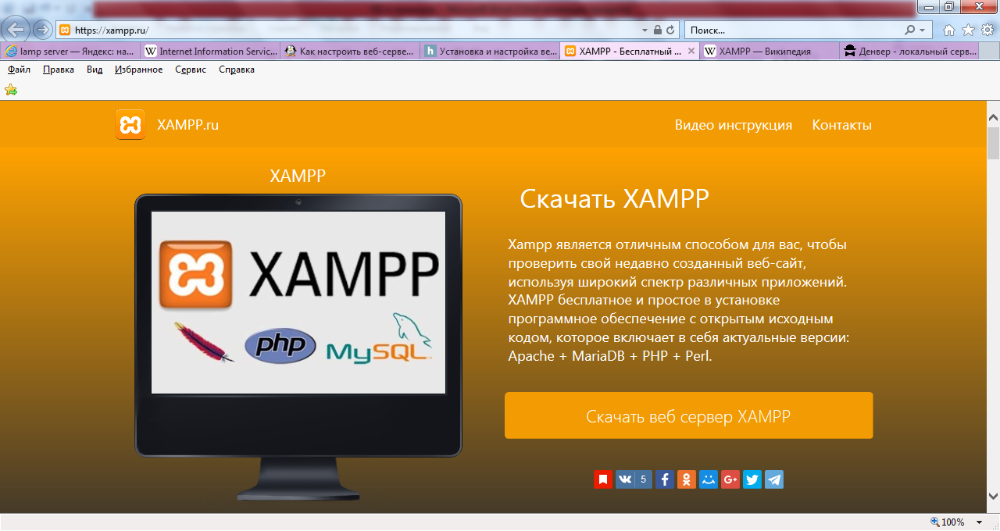 https://xampp.ru/
Поиск...
lamp server — Яндекс: на...
Internet Information Servic...
Как настроить веб-серве...
Установка и настройка ве...
XAMPP - Бесплатный ...
XAMPP — Википедия
Денвер - локальный серв...
Файл Правка Вид Избранное Сервис Справка
XAMPP.ru
Видео инструкция Контакты
XAMPP
XAMPP
php
MySQL
Скачать XAMPP
Xampp является отличным способом для вас, чтобы
проверить свой недавно созданный веб-сайт,
используя широкий спектр различных приложений.
XAMPP бесплатное и простое в установке
программное обеспечение с открытым исходным
кодом, которое включает в себя актуальные версии:
Apache + MariaDB + PHP + Perl.
Скачать веб сервер XAMPP
5
G+
100%